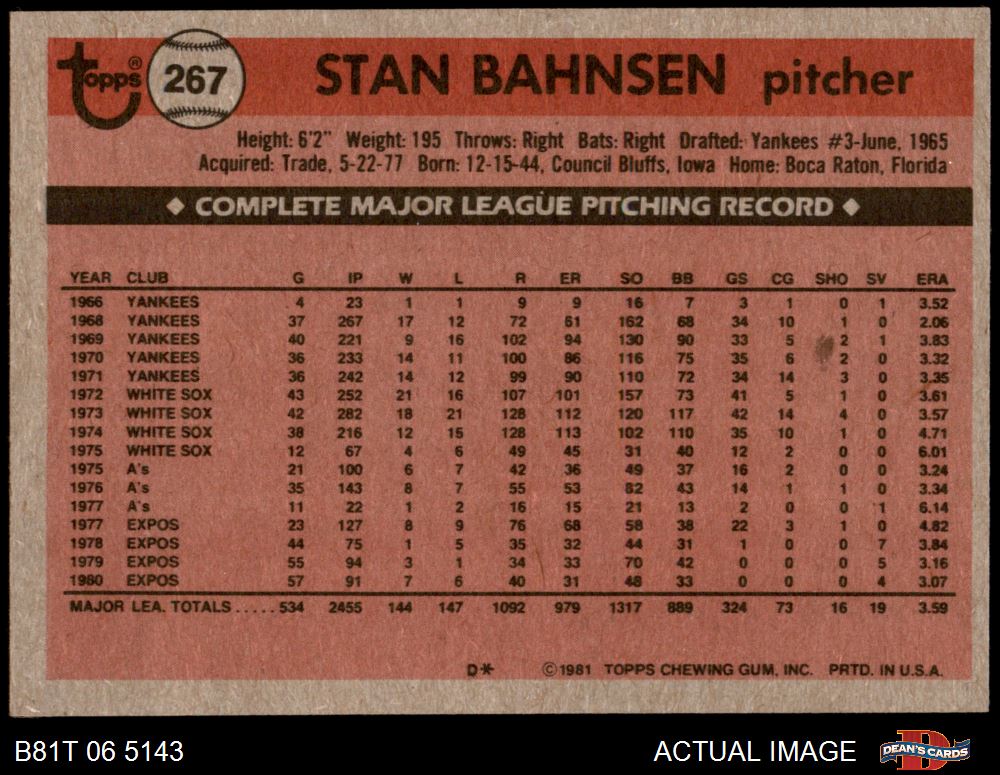 Topps® 267 STAN BAHNSEN pitcher
Height: 6'2" Weight: 195 Throws: Right Bats: Right Drafted: Yankees #3-June, 1965
Acquired: Trade, 5-22-77 Born: 12-15-44, Council Bluffs, Iowa Home: Boca Raton, Florida
◆ COMPLETE MAJOR LEAGUE PITCHING RECORD ◆
YEAR CLUB G IP W L R ER SO BB GS CG SHO SV ERA
1966 YANKEES 4 23 1 1 9 9 16 7 3 1 0 1 3.52
1968 YANKEES 37 267 17 12 72 61 162 68 34 10 1 0 2.06
1969 YANKEES 40 221 9 16 102 94 130 90 33 5 2 1 3.83
1970 YANKEES 36 233 14 11 100 86 116 75 35 6 2 0 3.32
1971 YANKEES 36 242 14 12 99 90 110 72 34 14 3 0 3.35
1972 WHITE SOX 43 252 21 16 107 101 157 73 41 5 1 0 3.61
1973 WHITE SOX 42 282 18 21 128 112 120 117 42 14 4 0 3.57
1974 WHITE SOX 38 216 12 15 128 113 102 110 35 10 1 0 4.71
1975 WHITE SOX 12 67 4 6 49 45 31 40 12 2 0 0 6.01
1975 A's 21 100 6 7 42 36 49 37 16 2 0 0 3.24
1976 A's 35 143 8 7 55 53 82 43 14 1 1 0 3.34
1977 A's 11 22 1 2 16 15 21 13 2 0 0 1 6.14
1977 EXPOS 23 127 8 9 76 68 58 38 22 3 1 0 4.82
1978 EXPOS 44 75 1 5 35 32 44 31 1 0 0 7 3.84
1979 EXPOS 55 94 3 1 34 33 70 42 0 0 0 5 3.16
1980 EXPOS 57 91 7 6 40 31 48 33 0 0 0 4 3.07
MAJOR LEA. TOTALS ..... 534 2455 144 147 1092 979 1317 889 324 73 16 19 3.59
D* ©1981 TOPPS CHEWING GUM, INC. PRTD. IN U.S.A.
B81T 06 5143 ACTUAL IMAGE D DEAN'S CARDS